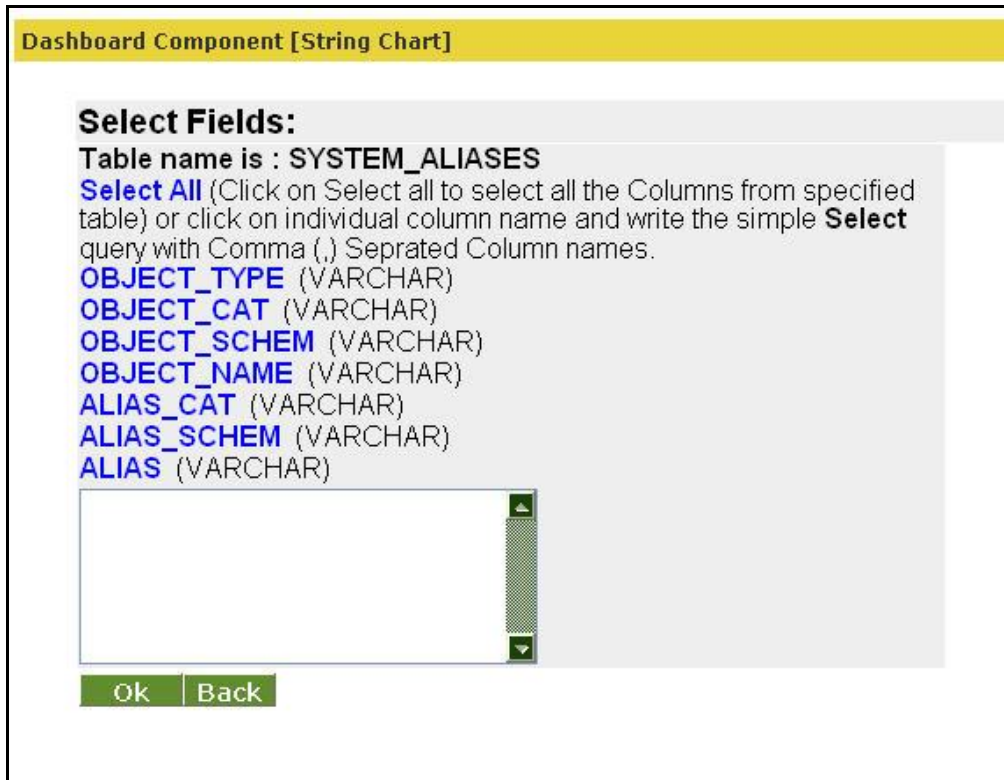 Dashboard Component [String Chart]
Select Fields:
Table name is : SYSTEM_ALIASES
Select All (Click on Select all to select all the Columns from specified
table) or click on individual column name and write the simple Select
query with Comma (,) Seprated Column names.
OBJECT_TYPE (VARCHAR)
OBJECT_CAT (VARCHAR)
OBJECT_SCHEM (VARCHAR)
OBJECT_NAME (VARCHAR)
ALIAS_CAT (VARCHAR)
ALIAS_SCHEM (VARCHAR)
ALIAS (VARCHAR)
Ok Back